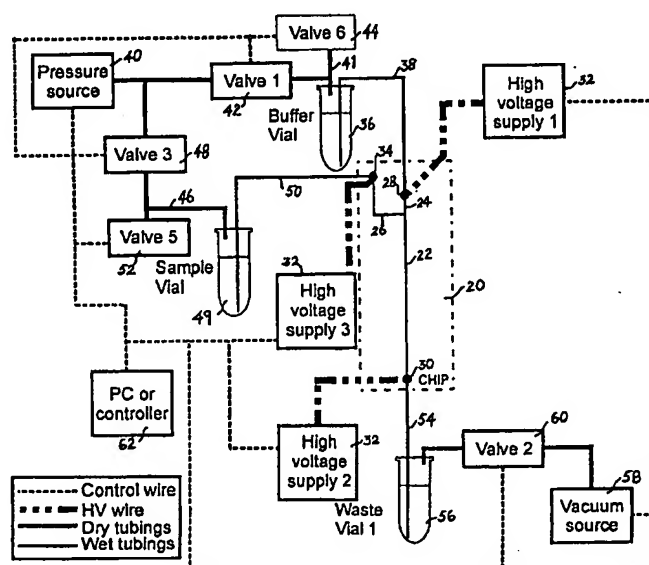 Valve 6
44
40
Pressure
source
41
38
Valve 1
42
Buffer
Vial
36
High
voltage
supply 1
32
Valve 3
48
34
50
28
24
46
26
22
20
Valve 5
52
Sample
Vial
49
32
High
voltage
supply 3
30
CHIP
PC or
controller
62
54
High
voltage
supply 2
32
60
Valve 2
58
Vacuum
source
Waste
Vial 1
56
Control wire
HV wire
Dry tubings
Wet tubings